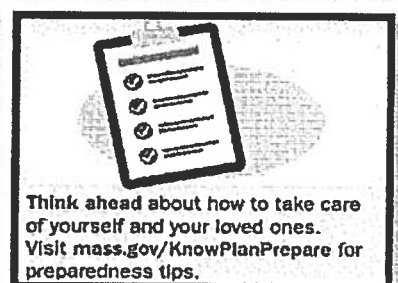 Think ahead about how to take care
of yourself and your loved ones.
Visit mass.gov/KnowPlanPrepare for
preparedness tips.